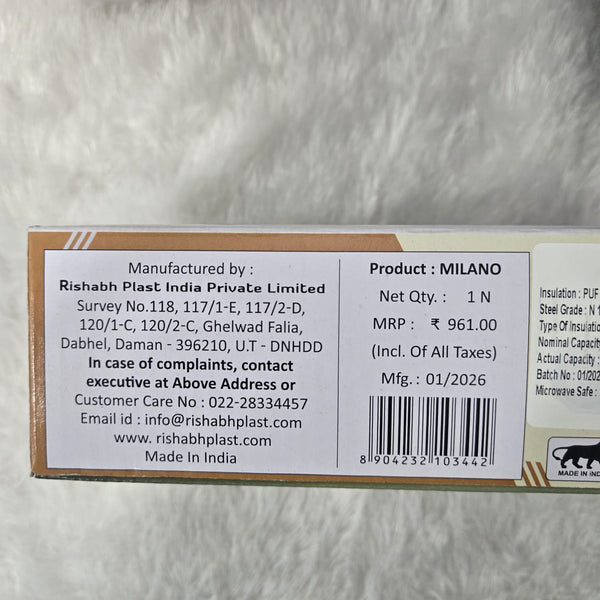 Manufactured by :
Rishabh Plast India Private Limited
Survey No.118, 117/1-E, 117/2-D,
120/1-C, 120/2-C, Ghelwad Falia,
Dabhel, Daman - 396210, U.T - DNHDD
In case of complaints, contact
executive at Above Address or
Customer Care No : 022-28334457
Email id : info@rishabhplast.com
www. rishabhplast.com
Made In India
Product : MILANO
Net Qty. : 1 N
MRP : ₹ 961.00
(Incl. Of All Taxes)
Mfg. : 01/2026
8 904232 103442
Insulation : PUF
Steel Grade : N 1
Type Of Insulatio
Nominal Capacity
Actual Capacity :
Batch No : 01/202
Microwave Safe :
MADE IN IND